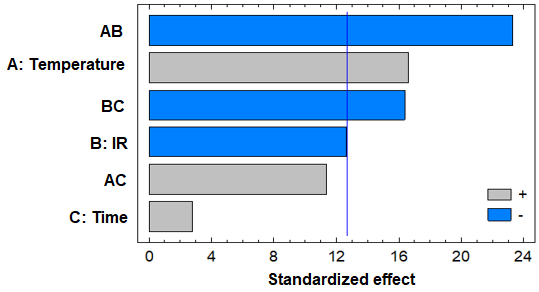 AB
A: Temperature
BC
B: IR
AC
C: Time
+
-
0 4 8 12 16 20 24
Standardized effect